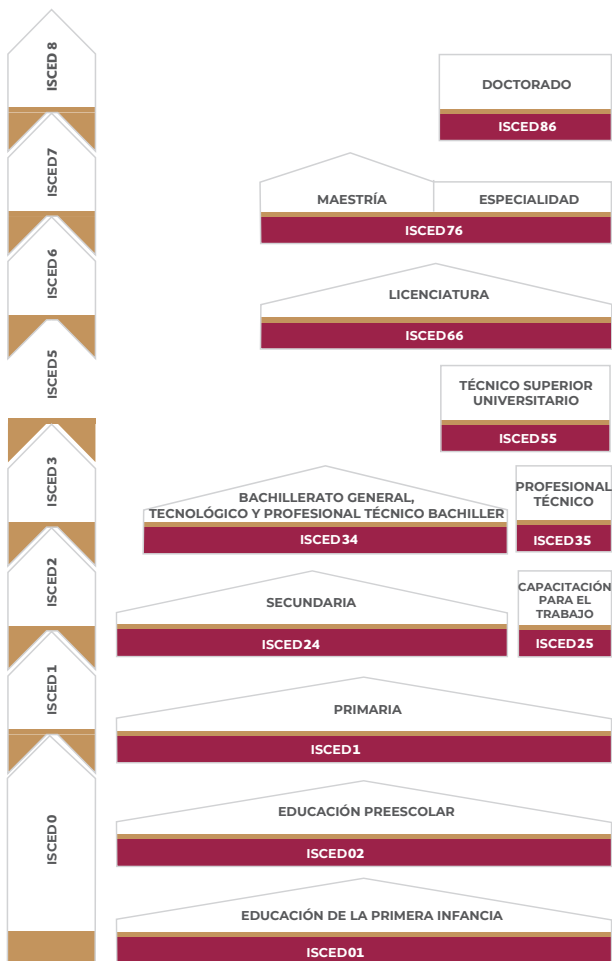 ISCED 8
DOCTORADO
ISCED86
ISCED7
MAESTRÍA
ESPECIALIDAD
ISCED76
ISCED6
LICENCIATURA
ISCED66
ISCED5
TÉCNICO SUPERIOR
UNIVERSITARIO
ISCED55
ISCED3
BACHILLERATO GENERAL,
TECNOLÓGICO Y PROFESIONAL TÉCNICO BACHILLER
ISCED34
PROFESIONAL
TÉCNICO
ISCED35
ISCED2
SECUNDARIA
ISCED24
CAPACITACIÓN
PARA EL
TRABAJO
ISCED25
ISCED1
PRIMARIA
ISCED1
ISCED0
EDUCACIÓN PREESCOLAR
ISCED02
EDUCACIÓN DE LA PRIMERA INFANCIA
ISCED01